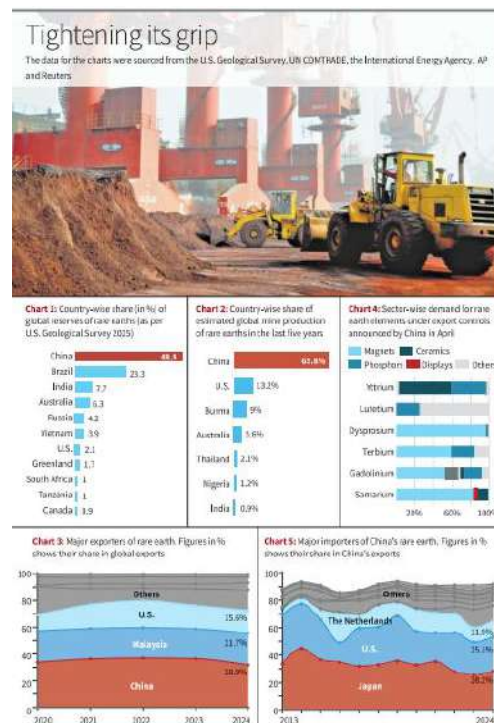 Tightening its grip
The data for the charts were sourced from the U.S. Geological Survey, UN COMTRADE, the International Energy Agency, AP
and Reuters
Chart 1: Country-wise share (in %) of
global reserves of rare earths (as per
U.S. Geological Survey 2025)
China
Brazil 23.3
India 7.7
Australia 6.3
Russia 4.2
Vietnam 3.9
U.S. 2.1
Greenland 1.7
South Africa 1
Tanzania 1
Canada 0.9
Chart 2: Country-wise share of
estimated global mine production
of rare earths in the last five years
China
U.S. 13.2%
Burma 9%
Australia 5.6%
Thailand 2.1%
Nigeria 1.2%
India 0.9%
Chart 4: Sector-wise demand for rare
earth elements under export controls
announced by China in April
Magnets Ceramics
Phosphors Displays Other
Yttrium
Lutetium
Dysprosium
Terbium
Gadolinium
Samarium
20% 60% 100%
Chart 3: Major exporters of rare earth. Figures in %
shows their share in global exports
100
80
60
40
20
0
Others
U.S. 15.6%
Malaysia
China
2020 2021 2022 2023 2024
Chart 5: Major importers of China's rare earth. Figures in %
shows their share in China's exports
100
80
60
40
20
0
Others
The Netherlands
U.S.
Japan
2013 2024